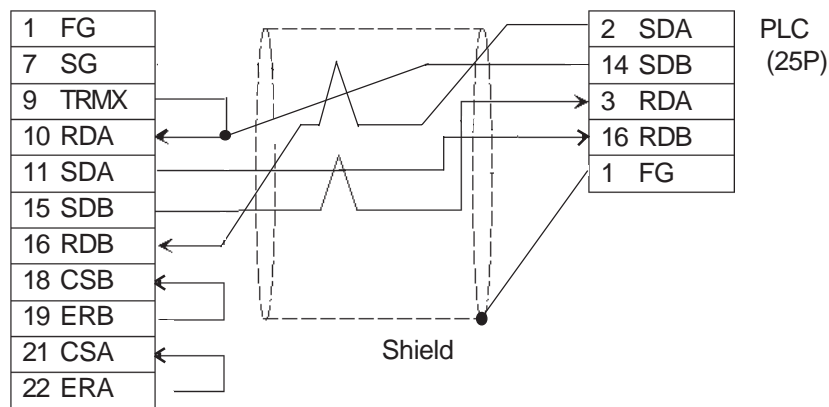 1 FG
7 SG
9 TRMX
10 RDA
11 SDA
15 SDB
16 RDB
18 CSB
19 ERB
21 CSA
22 ERA
Shield
2 SDA
14 SDB
3 RDA
16 RDB
1 FG
PLC
(25P)